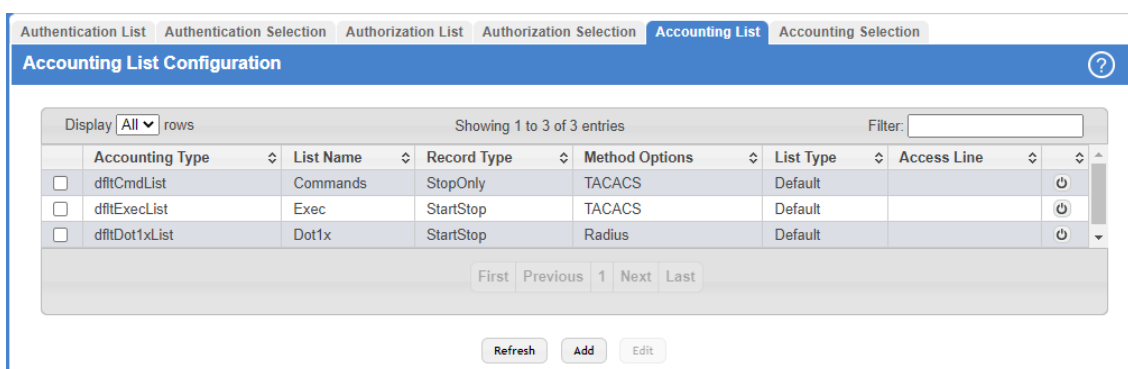 Authentication List Authentication Selection Authorization List Authorization Selection Accounting List Accounting Selection
Accounting List Configuration ?
Display All rows Showing 1 to 3 of 3 entries Filter:
Accounting Type List Name Record Type Method Options List Type Access Line
dfltCmdList Commands StopOnly TACACS Default
dfltExecList Exec StartStop TACACS Default
dfltDot1xList Dot1x StartStop Radius Default
First Previous 1 Next Last
Refresh Add Edit